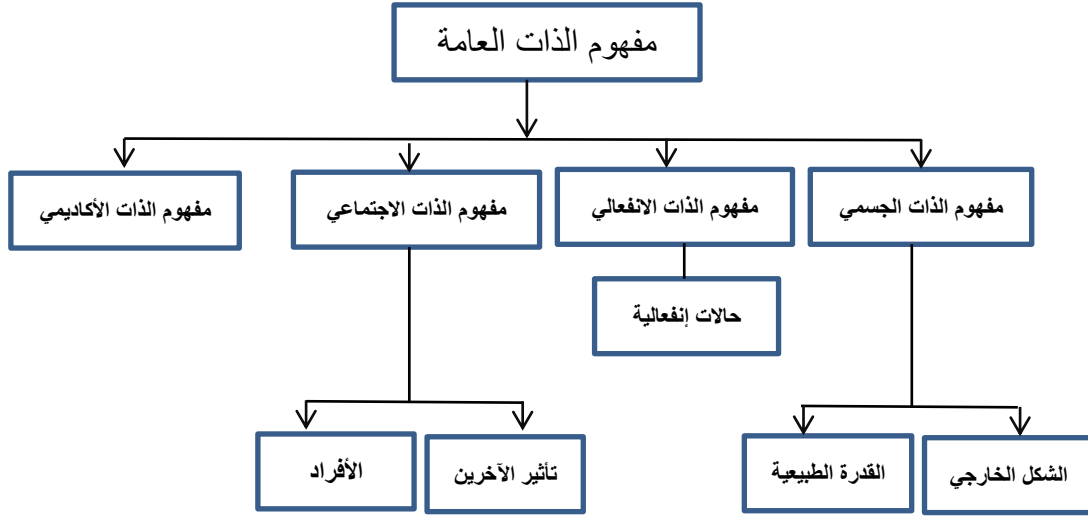 مفهوم الذات العامة
مفهوم الذات الجسمي
مفهوم الذات الانفعالي
مفهوم الذات الاجتماعي
مفهوم الذات الأكاديمي
حالات إنفعالية
الشكل الخارجي
القدرة الطبيعية
تأثير الآخرين
الأفراد